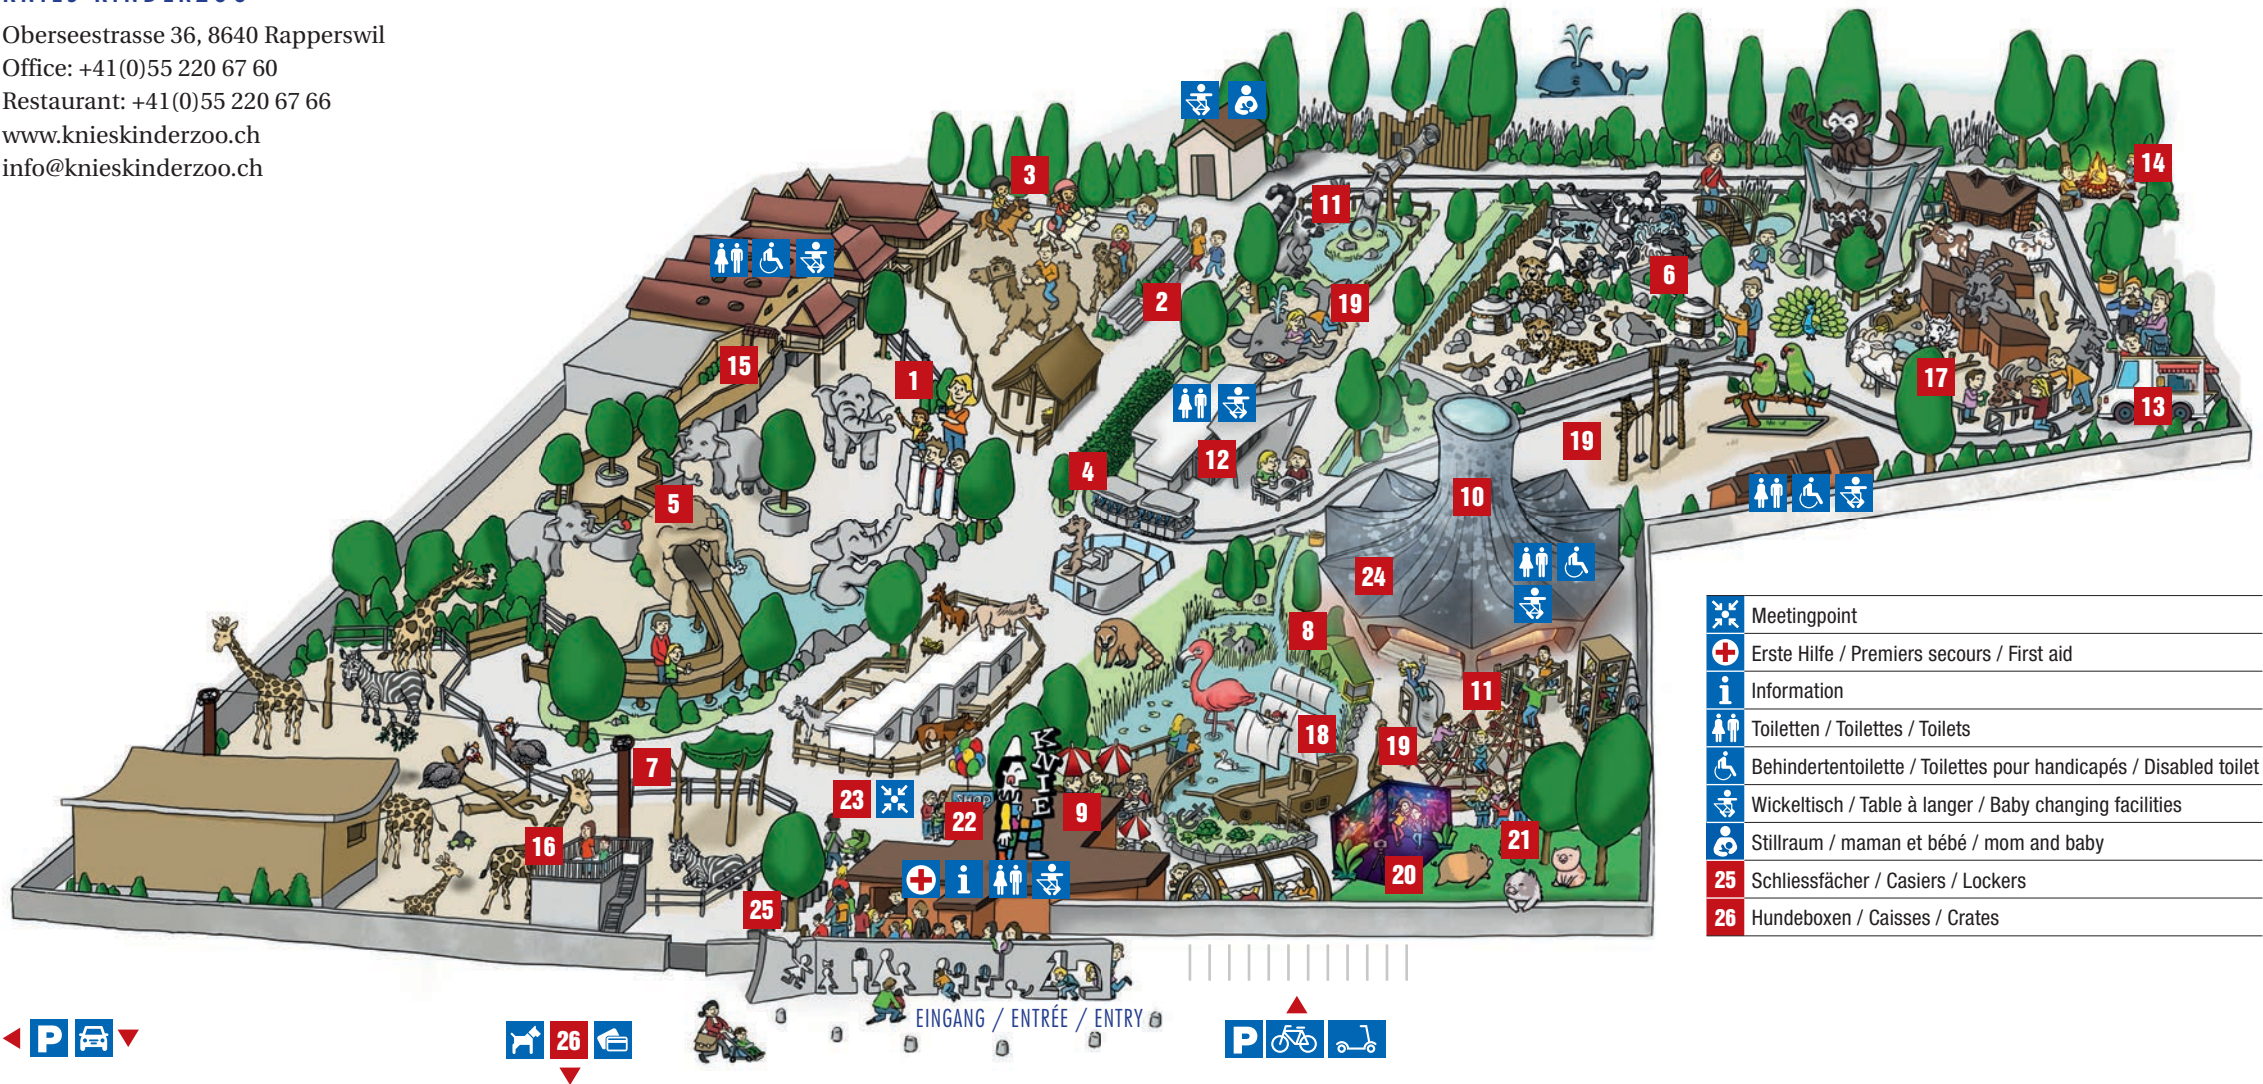 Oberseestrasse 36, 8640 Rapperswil
Office: +41(0)55 220 67 60
Restaurant: +41(0)55 220 67 66
www.knieskinderzoo.ch
info@knieskinderzoo.ch
3
14
11
2
19
6
15
1
17
13
4
12
19
5
10
24
8
11
18
19
7
23
22
SHOP
KNIE
9
16
21
20
25
Meetingpoint
Erste Hilfe / Premiers secours / First aid
i Information
Toiletten / Toilettes / Toilets
Behindertentoilette / Toilettes pour handicapés / Disabled toilet
Wickeltisch / Table à langer / Baby changing facilities
Stillraum / maman et bébé / mom and baby
25 Schliessfächer / Casiers / Lockers
26 Hundeboxen / Caisses / Crates
i
EINGANG / ENTRÉE / ENTRY
P
26
P